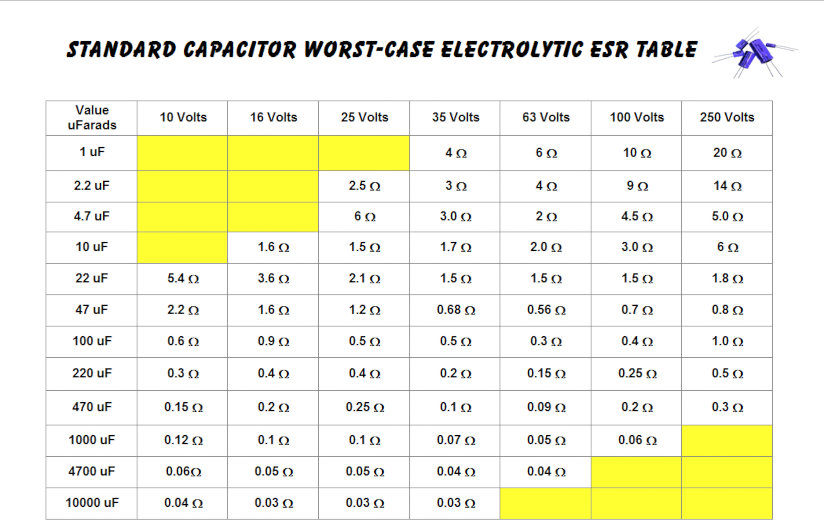 STANDARD CAPACITOR WORST-CASE ELECTROLYTIC ESR TABLE
Value uFarads 10 Volts 16 Volts 25 Volts 35 Volts 63 Volts 100 Volts 250 Volts
1 uF 4 Ω 6 Ω 10 Ω 20 Ω
2.2 uF 2.5 Ω 3 Ω 4 Ω 9 Ω 14 Ω
4.7 uF 6 Ω 3.0 Ω 2 Ω 4.5 Ω 5.0 Ω
10 uF 1.6 Ω 1.5 Ω 1.7 Ω 2.0 Ω 3.0 Ω 6 Ω
22 uF 5.4 Ω 3.6 Ω 2.1 Ω 1.5 Ω 1.5 Ω 1.5 Ω 1.8 Ω
47 uF 2.2 Ω 1.6 Ω 1.2 Ω 0.68 Ω 0.56 Ω 0.7 Ω 0.8 Ω
100 uF 0.6 Ω 0.9 Ω 0.5 Ω 0.5 Ω 0.3 Ω 0.4 Ω 1.0 Ω
220 uF 0.3 Ω 0.4 Ω 0.4 Ω 0.2 Ω 0.15 Ω 0.25 Ω 0.5 Ω
470 uF 0.15 Ω 0.2 Ω 0.25 Ω 0.1 Ω 0.09 Ω 0.2 Ω 0.3 Ω
1000 uF 0.12 Ω 0.1 Ω 0.1 Ω 0.07 Ω 0.05 Ω 0.06 Ω
4700 uF 0.06Ω 0.05 Ω 0.05 Ω 0.04 Ω 0.04 Ω
10000 uF 0.04 Ω 0.03 Ω 0.03 Ω 0.03 Ω